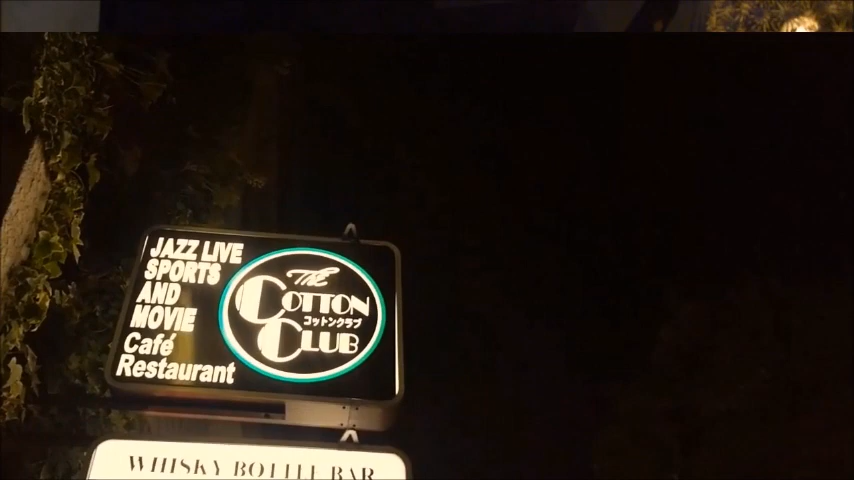 JAZZ LIVE
SPORTS
AND
MOVIE
Café
Restaurant
The
COTTON
コットンクラブ
CLUB
WHISKY BOTTLE BAR